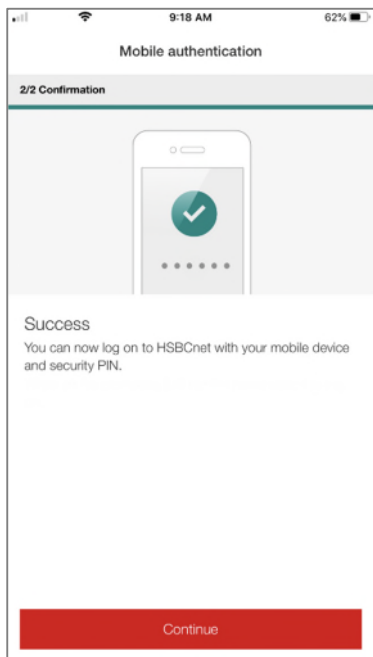 9:18 AM
62%
Mobile authentication
2/2 Confirmation
Success
You can now log on to HSBCnet with your mobile device
and security PIN.
Continue